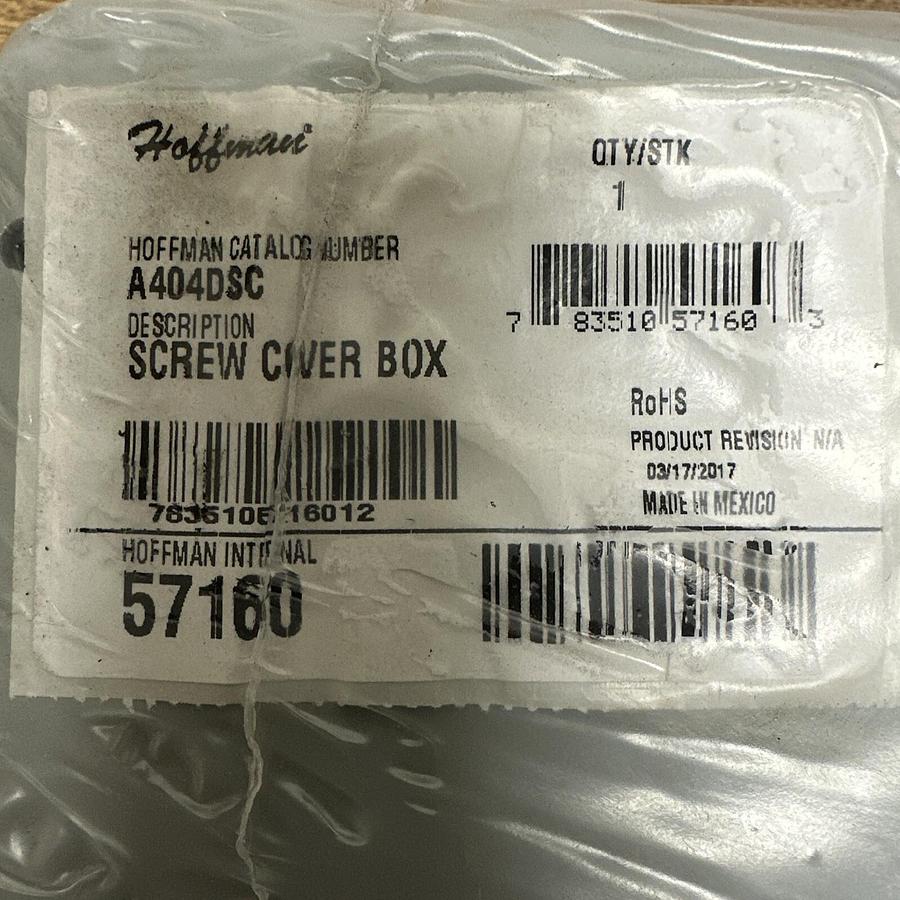 Hoffman®
QTY/STK
1
HOFFMAN CATALOG NUMBER
A404DSC
DESCRIPTION
SCREW COVER BOX
7 83510 57160 3
RoHS
PRODUCT REVISION N/A
03/17/2017
MADE IN MEXICO
HOFFMAN INTERNAL
57160